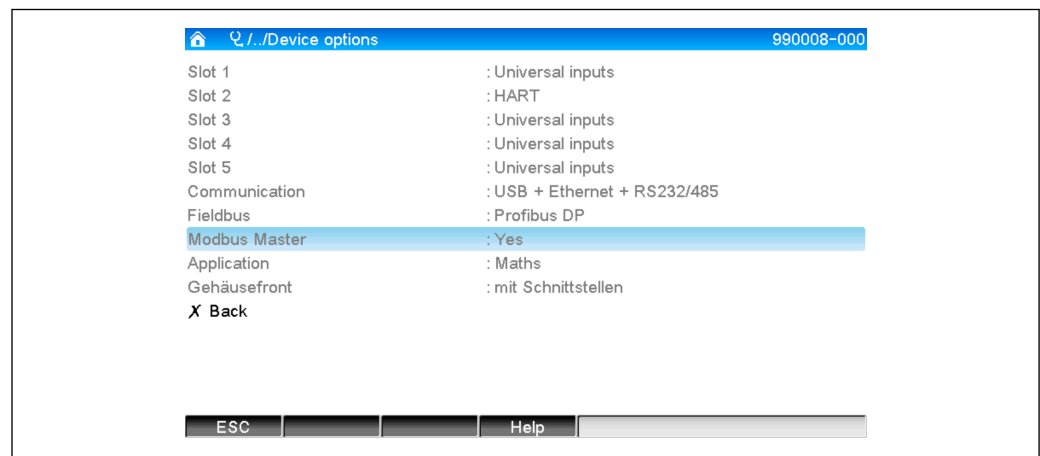 /../Device options 990008-000
Slot 1 : Universal inputs
Slot 2 : HART
Slot 3 : Universal inputs
Slot 4 : Universal inputs
Slot 5 : Universal inputs
Communication : USB + Ethernet + RS232/485
Fieldbus : Profibus DP
Modbus Master : Yes
Application : Maths
Gehäusefront : mit Schnittstellen
X Back
ESC Help